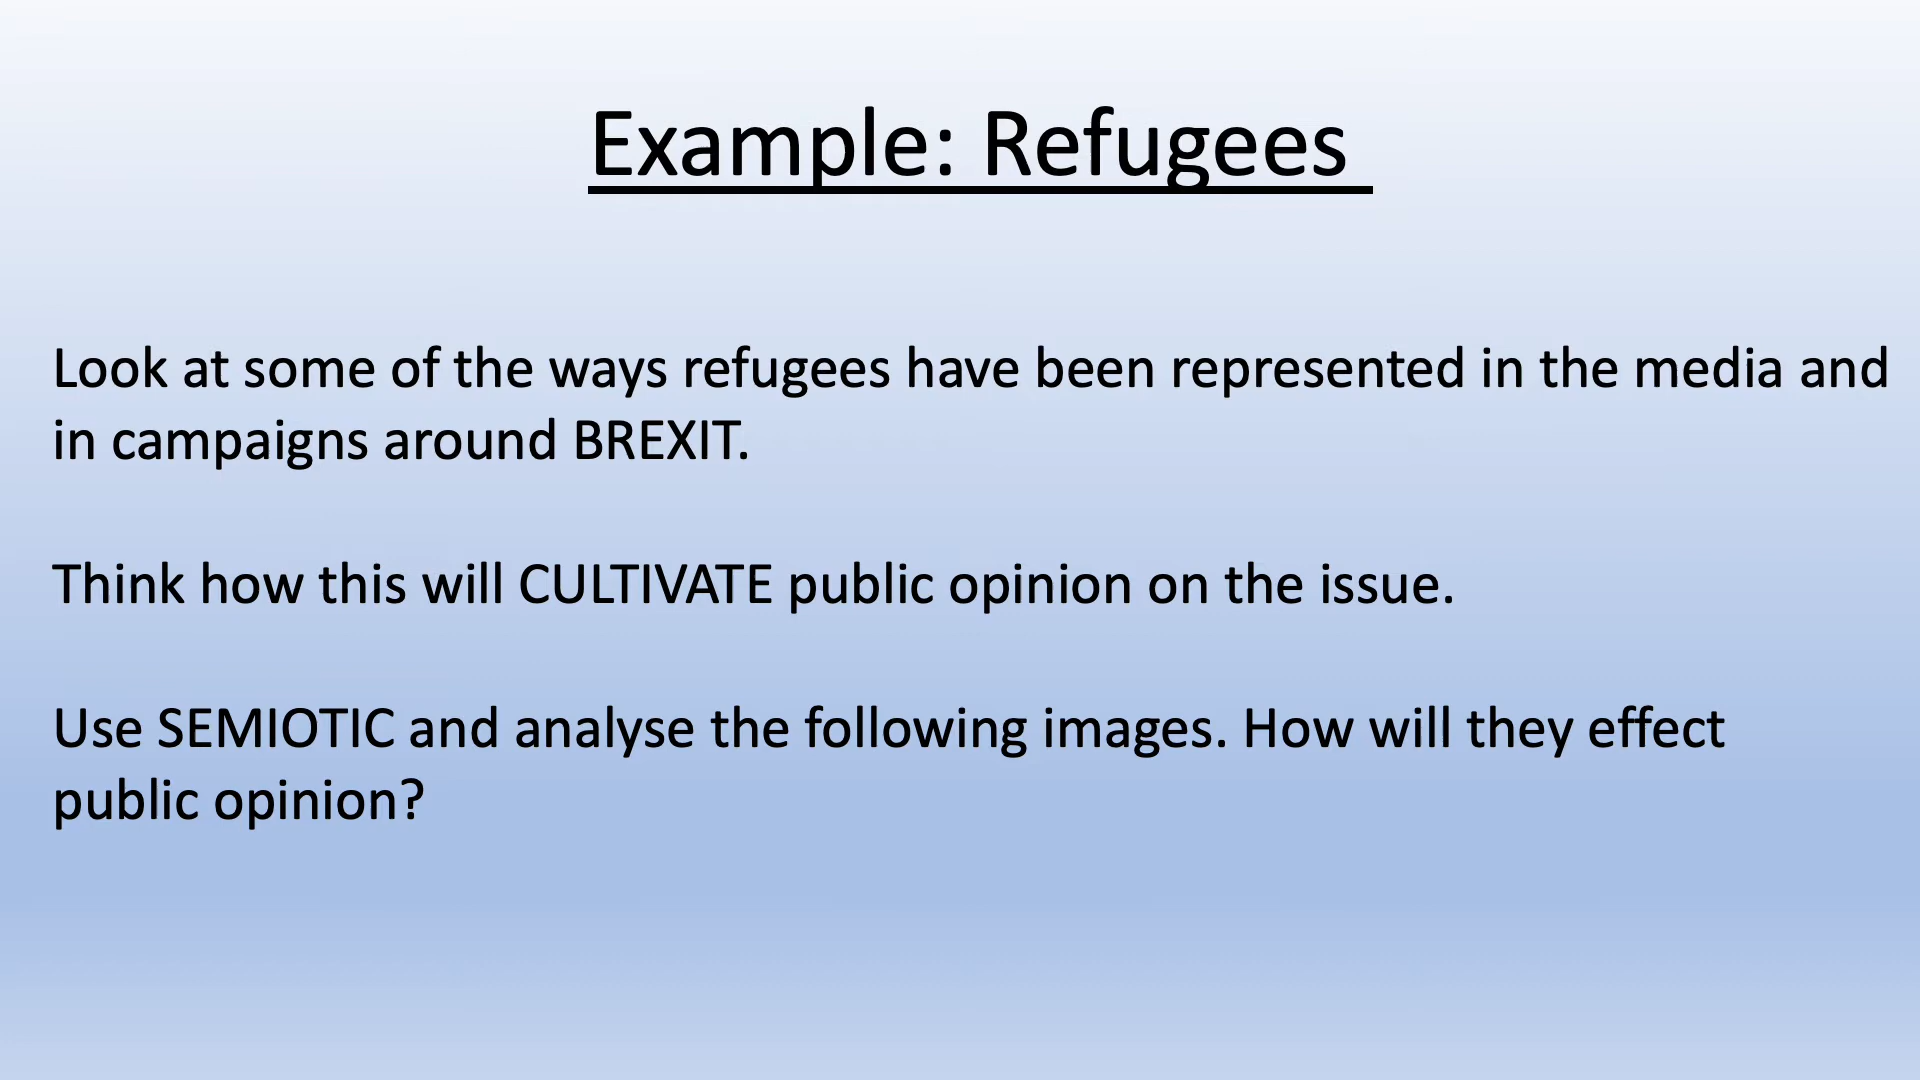 Example: Refugees
Look at some of the ways refugees have been represented in the media and
in campaigns around BREXIT.
Think how this will CULTIVATE public opinion on the issue.
Use SEMIOTIC and analyse the following images. How will they effect
public opinion?